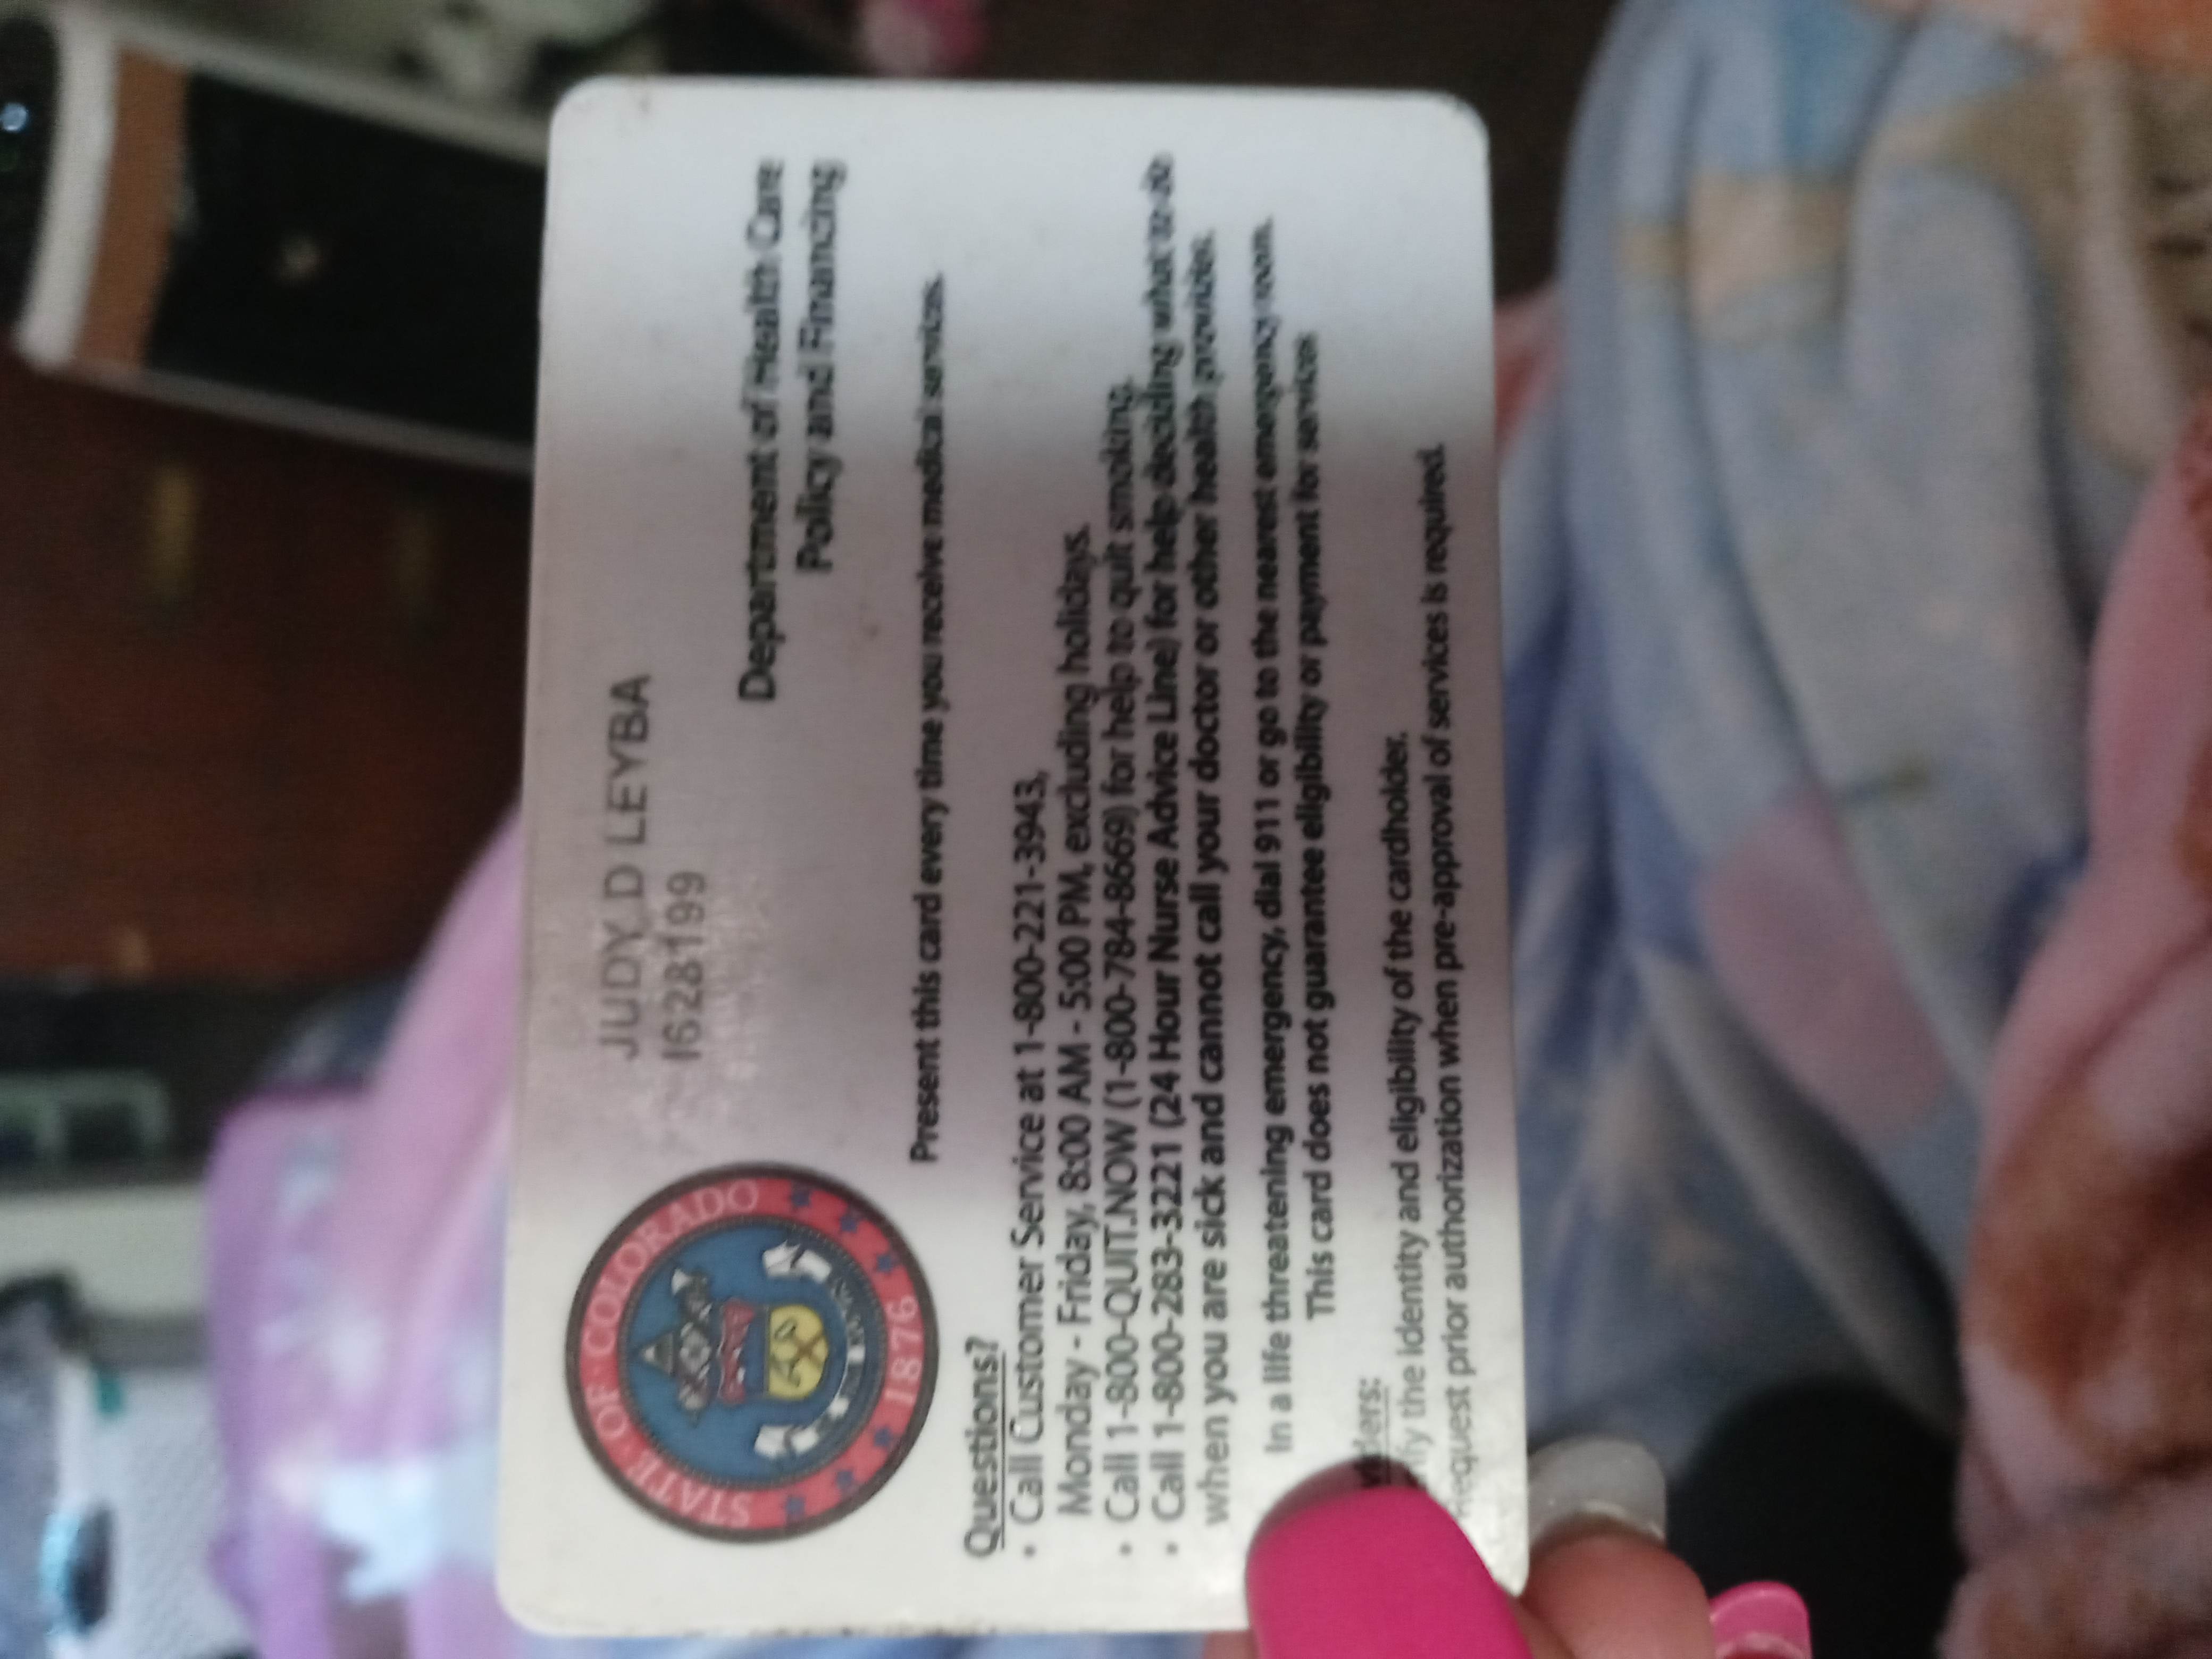 STATE OF COLORADO
1876
JUDY D LEYBA
I628199
Department of Health Care
Policy and Financing
Present this card every time you receive medical services.
Questions?
• Call Customer Service at 1-800-221-3943,
Monday - Friday, 8:00 AM - 5:00 PM, excluding holidays.
• Call 1-800-QUIT.NOW (1-800-784-8669) for help to quit smoking.
• Call 1-800-283-3221 (24 Hour Nurse Advice Line) for help deciding what to do
when you are sick and cannot call your doctor or other health provider.
In a life threatening emergency, dial 911 or go to the nearest emergency room.
This card does not guarantee eligibility or payment for services
the identity and eligibility of the cardholder.
Request prior authorization when pre-approval of services is required.